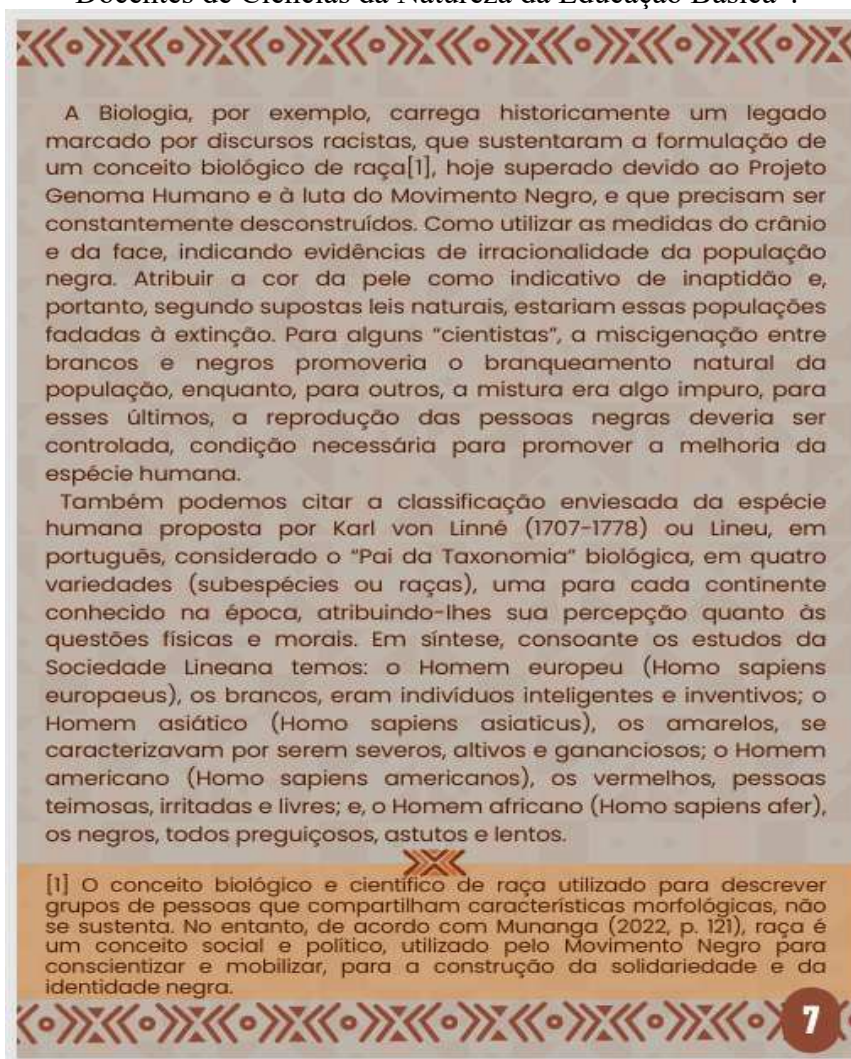 Docentes de Ciências da Natureza da Educação Básica”.
A Biologia, por exemplo, carrega historicamente um legado
marcado por discursos racistas, que sustentaram a formulação de
um conceito biológico de raça[1], hoje superado devido ao Projeto
Genoma Humano e à luta do Movimento Negro, e que precisam ser
constantemente desconstruídos. Como utilizar as medidas do crânio
e da face, indicando evidências de irracionalidade da população
negra. Atribuir a cor da pele como indicativo de inaptidão e,
portanto, segundo supostas leis naturais, estariam essas populações
fadadas à extinção. Para alguns “cientistas”, a miscigenação entre
brancos e negros promoveria o branqueamento natural da
população, enquanto, para outros, a mistura era algo impuro, para
esses últimos, a reprodução das pessoas negras deveria ser
controlada, condição necessária para promover a melhoria da
espécie humana.
Também podemos citar a classificação enviesada da espécie
humana proposta por Karl von Linné (1707-1778) ou Lineu, em
português, considerado o “Pai da Taxonomia” biológica, em quatro
variedades (subespécies ou raças), uma para cada continente
conhecido na época, atribuindo-lhes sua percepção quanto às
questões físicas e morais. Em síntese, consoante os estudos da
Sociedade Lineana temos: o Homem europeu (Homo sapiens
europaeus), os brancos, eram indivíduos inteligentes e inventivos; o
Homem asiático (Homo sapiens asiaticus), os amarelos, se
caracterizavam por serem severos, altivos e gananciosos; o Homem
americano (Homo sapiens americanos), os vermelhos, pessoas
teimosas, irritadas e livres; e, o Homem africano (Homo sapiens afer),
os negros, todos preguiçosos, astutos e lentos.
[1] O conceito biológico e científico de raça utilizado para descrever
grupos de pessoas que compartilham características morfológicas, não
se sustenta. No entanto, de acordo com Munanga (2022, p. 121), raça é
um conceito social e político, utilizado pelo Movimento Negro para
conscientizar e mobilizar, para a construção da solidariedade e da
identidade negra.
7